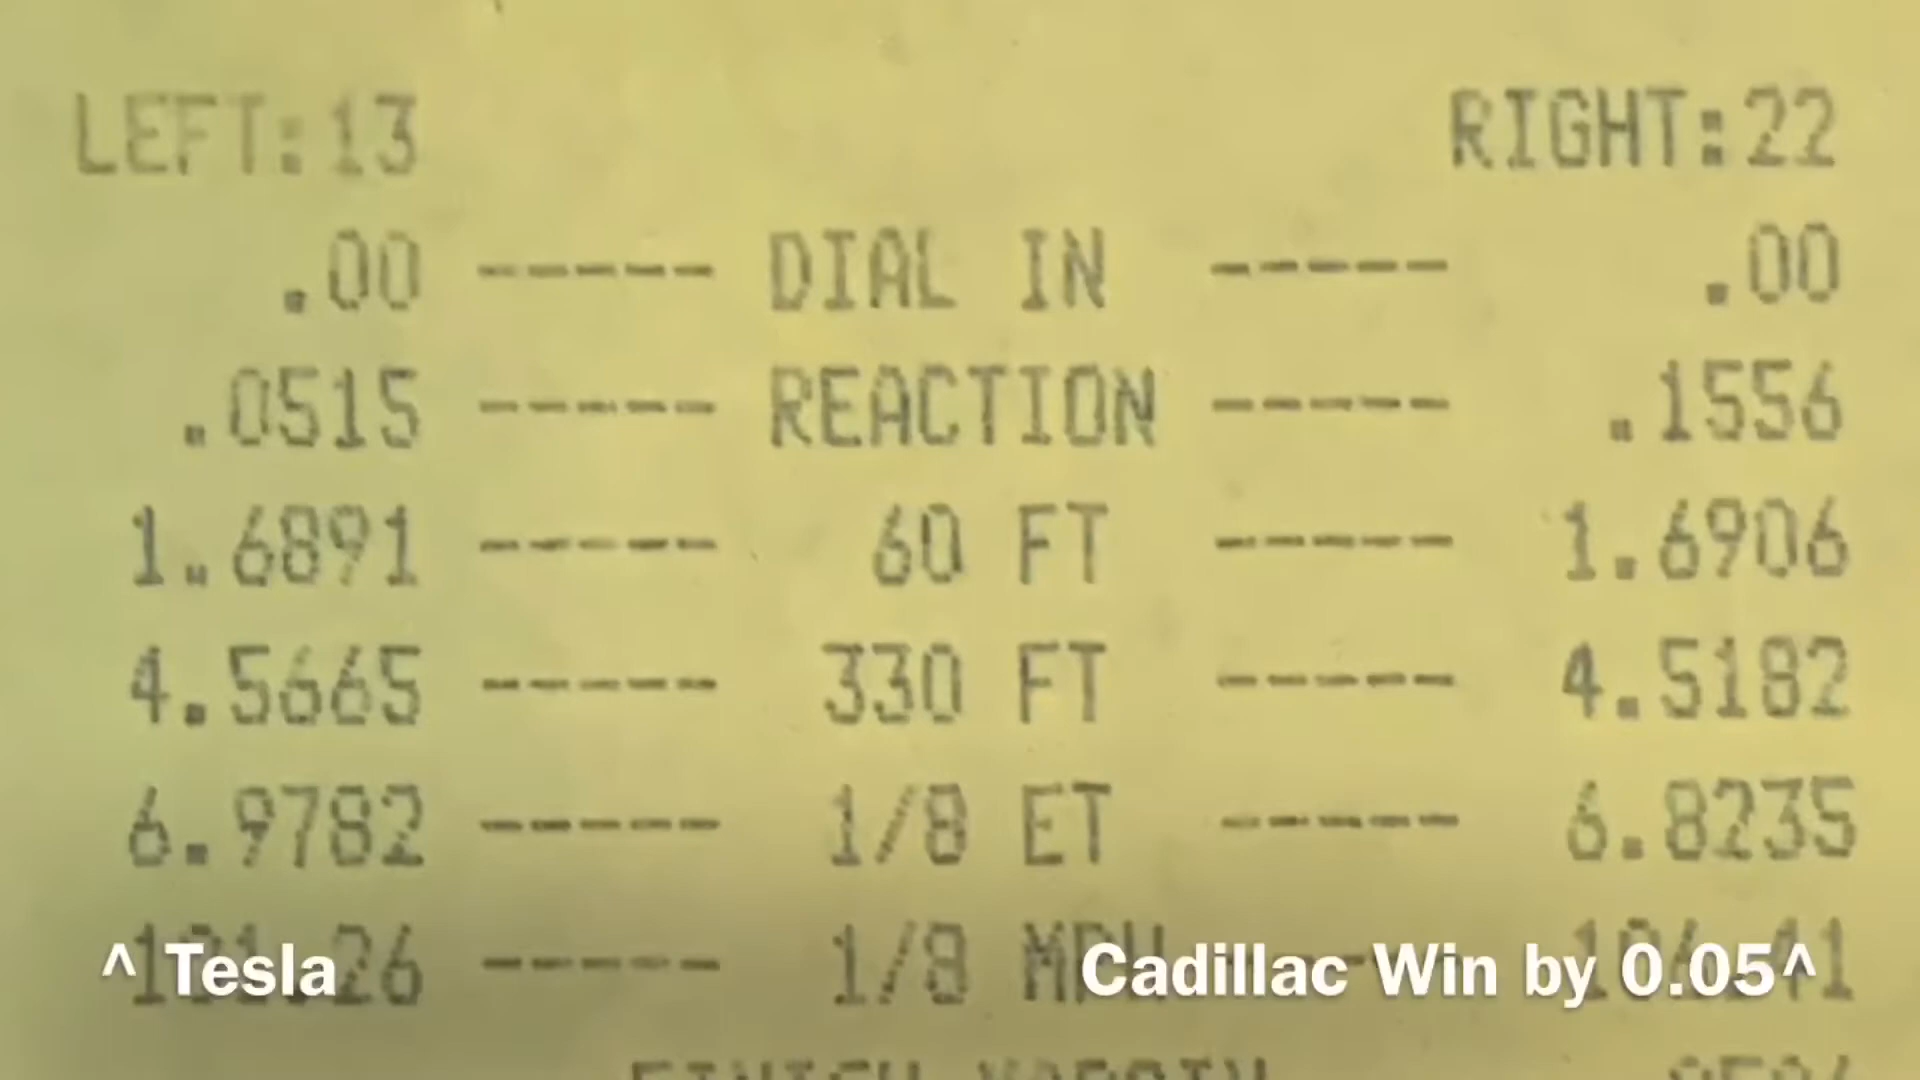 LEFT:13 RIGHT:22
.00 ----- DIAL IN ----- .00
.0515 ----- REACTION ----- .1556
1.6891 ----- 60 FT ----- 1.6906
4.5665 ----- 330 FT ----- 4.5182
6.9782 ----- 1/8 ET ----- 6.8235
----- 1/8 MPH
^ Tesla Cadillac Win by 0.05^